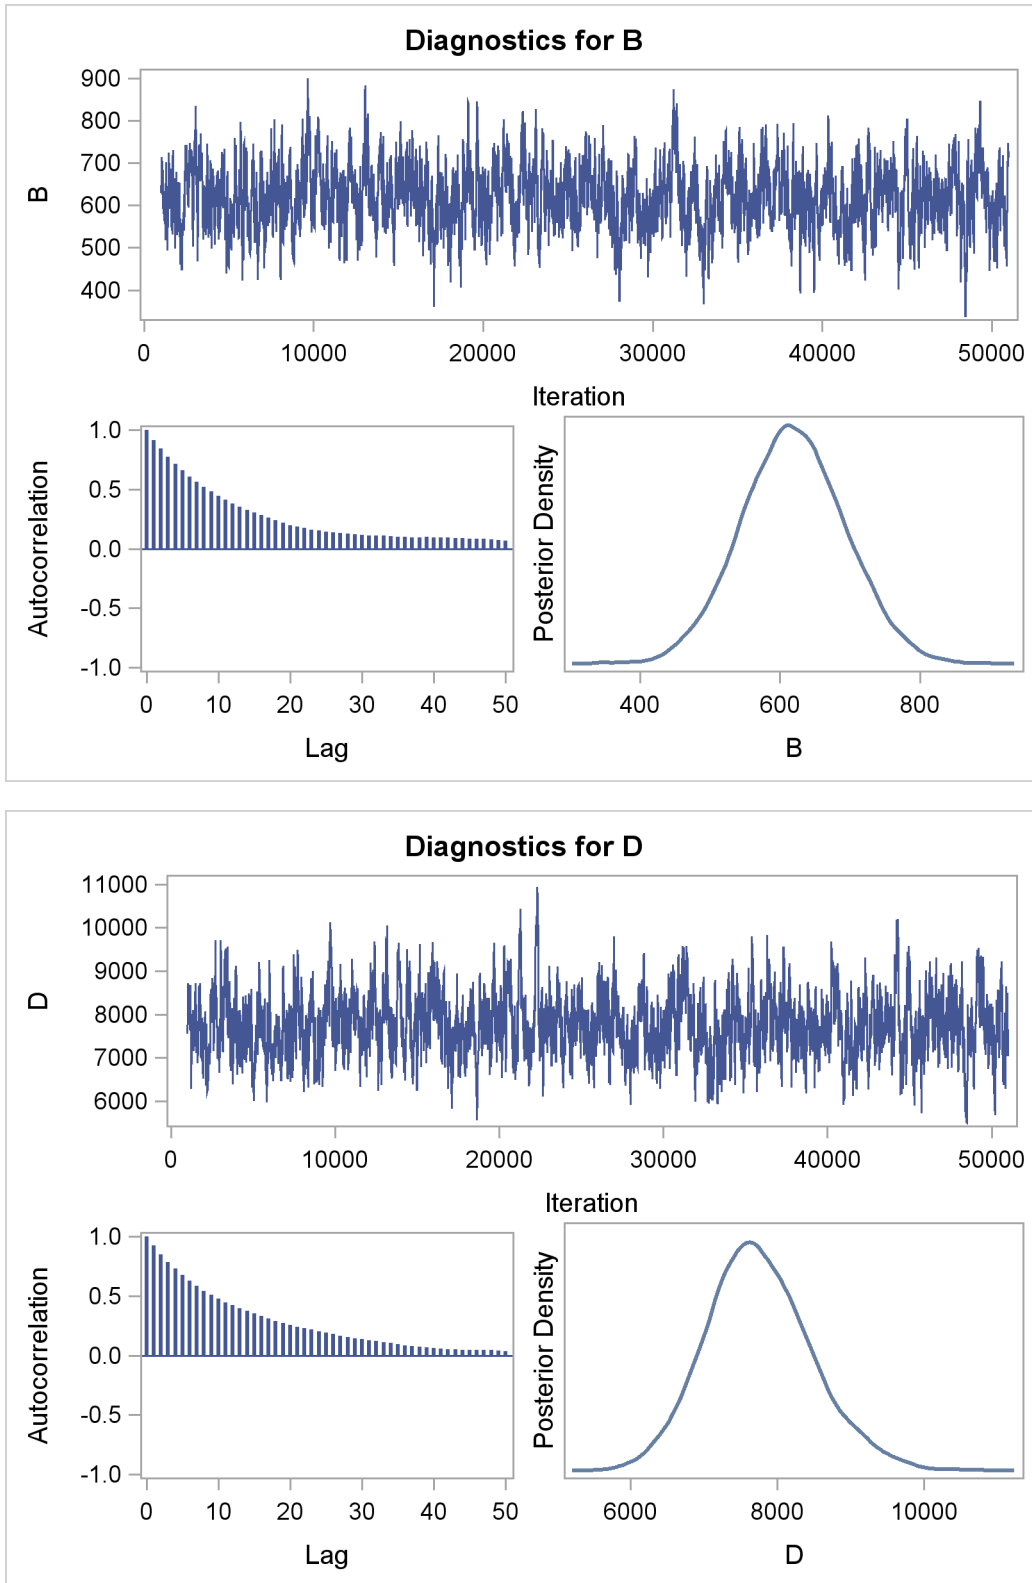 Diagnostics for B
900
800
700
600
500
400
B
0 10000 20000 30000 40000 50000
Iteration
1.0
0.5
0.0
-0.5
-1.0
Autocorrelation
0 10 20 30 40 50
Lag
Posterior Density
400 600 800
B
Diagnostics for D
11000
10000
9000
8000
7000
6000
D
0 10000 20000 30000 40000 50000
Iteration
1.0
0.5
0.0
-0.5
-1.0
Autocorrelation
0 10 20 30 40 50
Lag
Posterior Density
6000 8000 10000
D